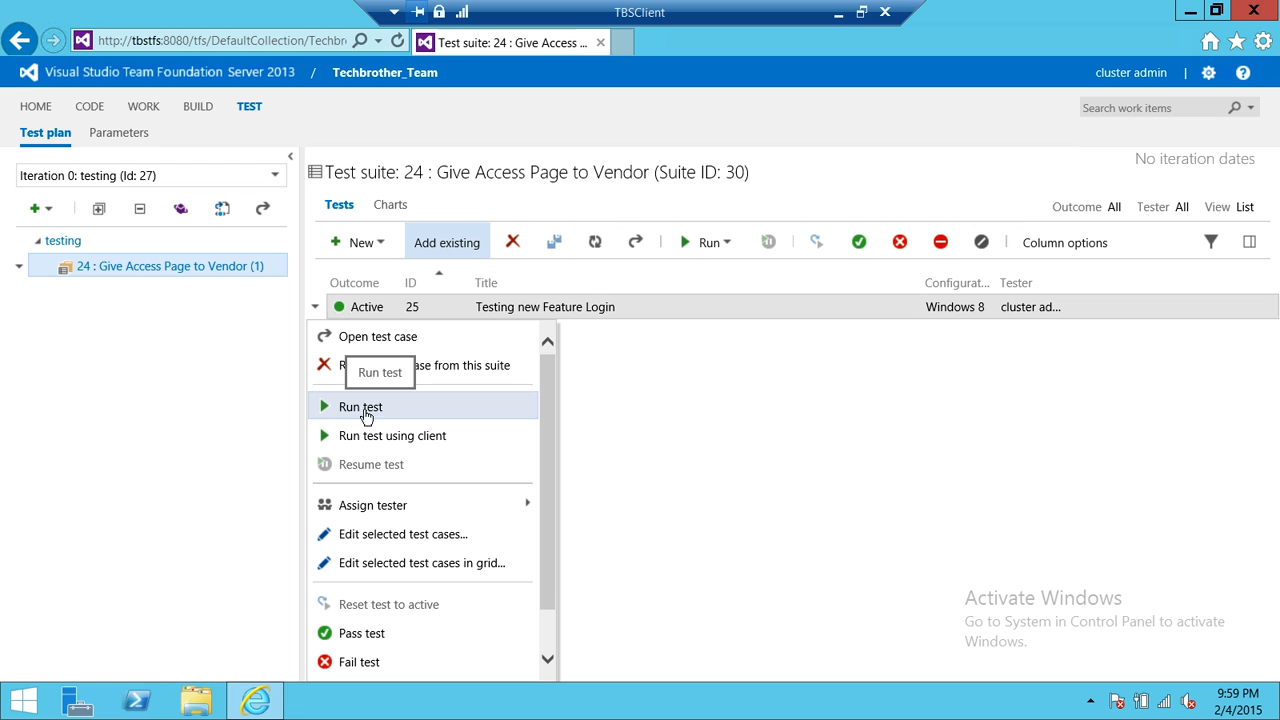 TBSClient
http://tbstfs:8080/tfs/DefaultCollection/Techbr
Test suite: 24 : Give Access ...
Visual Studio Team Foundation Server 2013 / Techbrother_Team
cluster admin
HOME CODE WORK BUILD TEST
Search work items
Test plan Parameters
No iteration dates
Iteration 0: testing (Id: 27)
Test suite: 24 : Give Access Page to Vendor (Suite ID: 30)
Tests Charts
Outcome All Tester All View List
New Add existing Run Column options
testing
24 : Give Access Page to Vendor (1)
Outcome ID Title Configurat... Tester
Active 25 Testing new Feature Login Windows 8 cluster ad...
Open test case
from this suite
Run test
Run test
Run test using client
Resume test
Assign tester
Edit selected test cases...
Edit selected test cases in grid...
Reset test to active
Pass test
Fail test
Activate Windows
Go to System in Control Panel to activate
Windows.
9:59 PM
2/4/2015